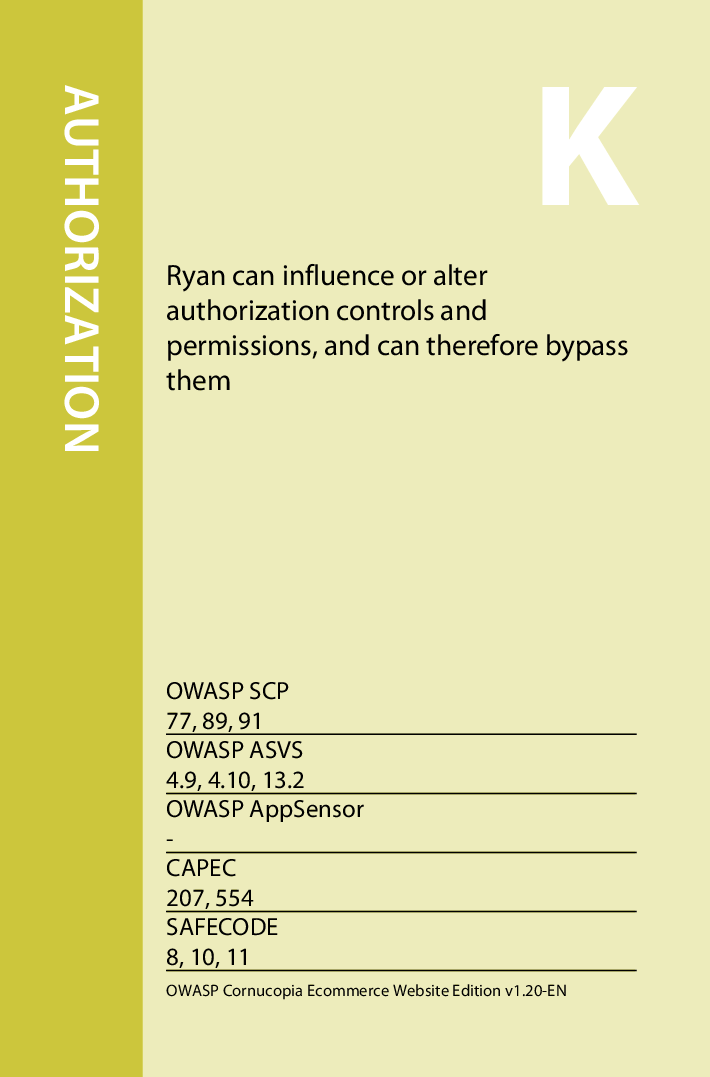 AUTHORIZATION
K
Ryan can influence or alter
authorization controls and
permissions, and can therefore bypass
them
OWASP SCP
77, 89, 91
OWASP ASVS
4.9, 4.10, 13.2
OWASP AppSensor
-
CAPEC
207, 554
SAFECODE
8, 10, 11
OWASP Cornucopia Ecommerce Website Edition v1.20-EN